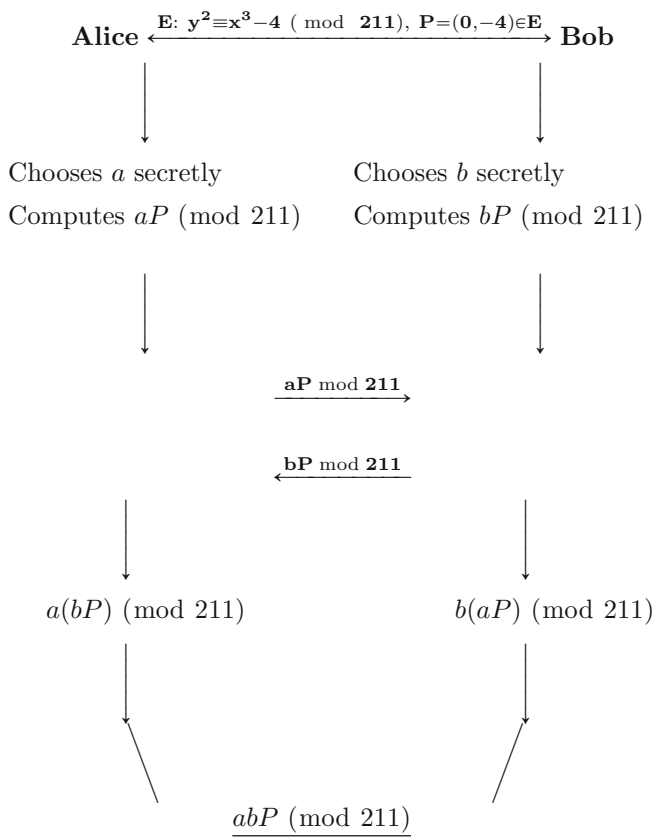 E: y² ≡ x³ − 4 ( mod 211), P = (0, −4) ∈ E
Alice Bob
Chooses a secretly Chooses b secretly
Computes aP (mod 211) Computes bP (mod 211)
aP mod 211
bP mod 211
a(bP) (mod 211) b(aP) (mod 211)
abP (mod 211)